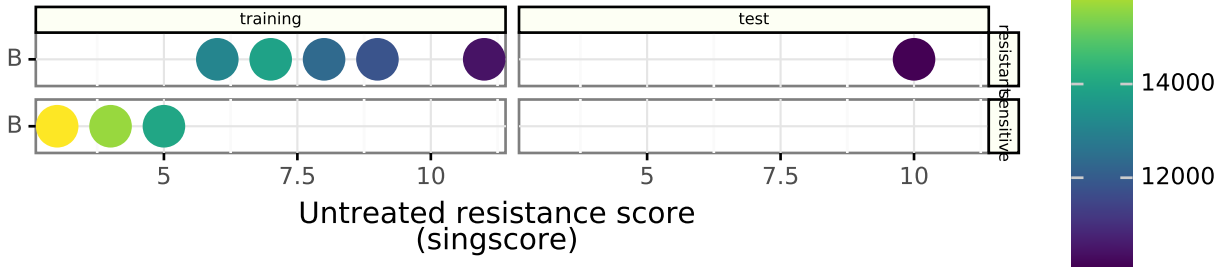 training test
B
resistant
B
sensitive
5 7.5 10 5 7.5 10
Untreated resistance score
(singscore)
14000
12000